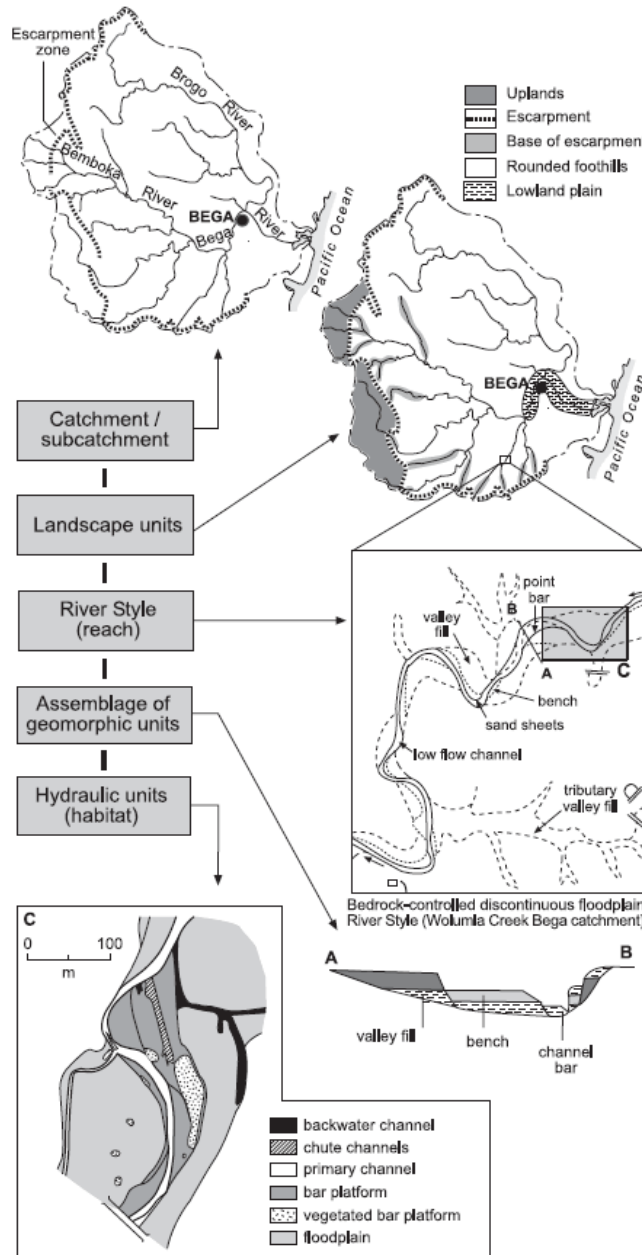 Escarpment
zone
Brogo
River
Bemboka
River
BEGA
River
Bega
Pacific Ocean
Uplands
Escarpment
Base of escarpmen
Rounded foothills
Lowland plain
BEGA
Pacific Ocean
Catchment /
subcatchment
Landscape units
River Style
(reach)
Assemblage of
geomorphic units
Hydraulic units
(habitat)
point
bar
valley
fill
B
A
C
bench
sand sheets
low flow channel
tributary
valley fill
Bedrock-controlled discontinuous floodplain
River Style (Wolumla Creek Bega catchment)
A
B
valley fill
bench
channel
bar
C
0 100
m
backwater channel
chute channels
primary channel
bar platform
vegetated bar platform
floodplain